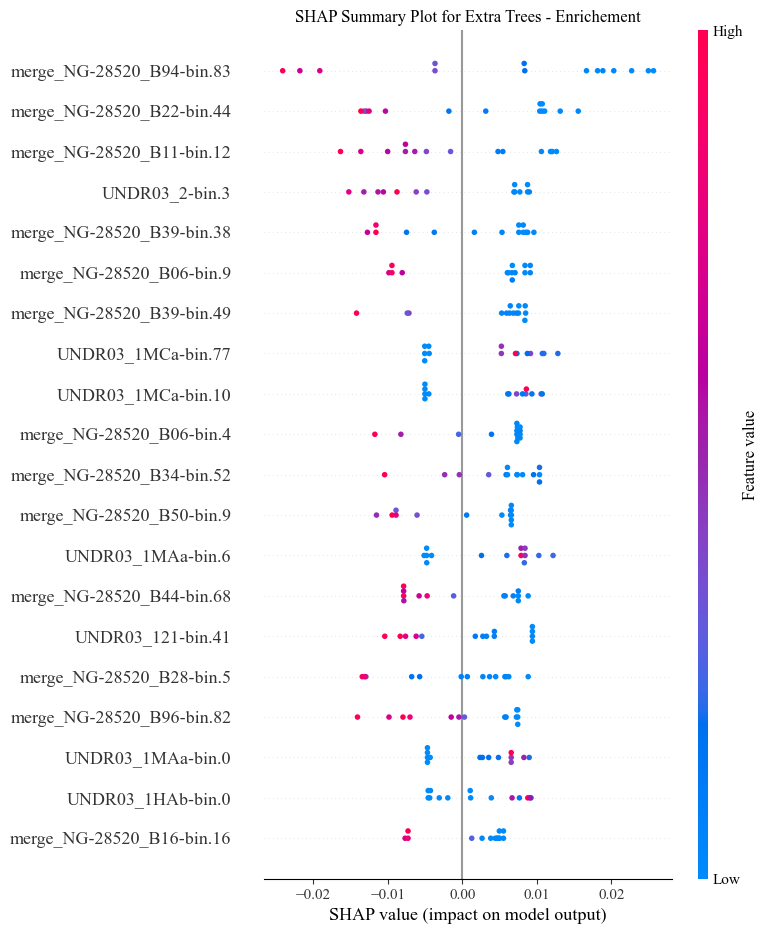 SHAP Summary Plot for Extra Trees - Enrichement
High
merge_NG-28520_B94-bin.83
merge_NG-28520_B22-bin.44
merge_NG-28520_B11-bin.12
UNDR03_2-bin.3
merge_NG-28520_B39-bin.38
merge_NG-28520_B06-bin.9
merge_NG-28520_B39-bin.49
UNDR03_1MCa-bin.77
UNDR03_1MCa-bin.10
merge_NG-28520_B06-bin.4
merge_NG-28520_B34-bin.52
merge_NG-28520_B50-bin.9
UNDR03_1MAa-bin.6
merge_NG-28520_B44-bin.68
UNDR03_121-bin.41
merge_NG-28520_B28-bin.5
merge_NG-28520_B96-bin.82
UNDR03_1MAa-bin.0
UNDR03_1HAb-bin.0
merge_NG-28520_B16-bin.16
Feature value
Low
−0.02 −0.01 0.00 0.01 0.02
SHAP value (impact on model output)